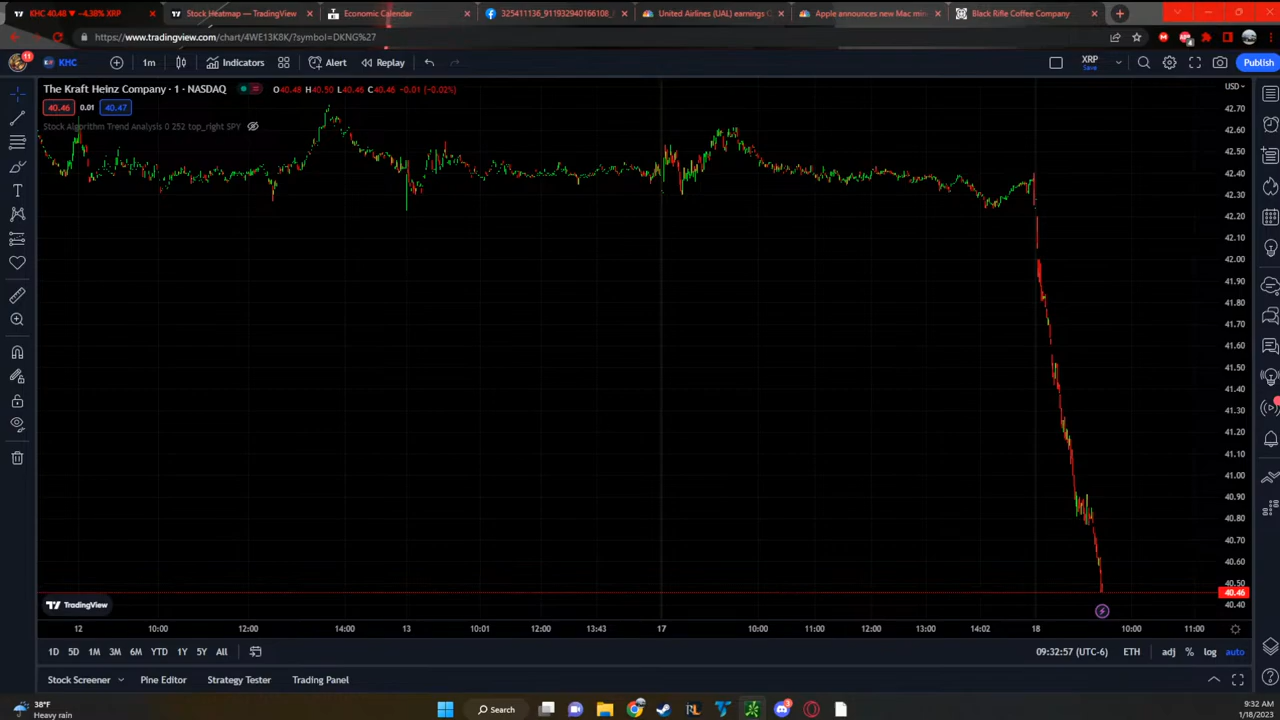 KHC 40.48 ▼ −4.38% XRP
Stock Heatmap — TradingView
Economic Calendar
325411136_911932940166108_
United Airlines (UAL) earnings
Apple announces new Mac mini
Black Rifle Coffee Company
https://www.tradingview.com/chart/4WE13K8K/?symbol=DKNG%27
11
KHC
1m
Indicators
Alert
Replay
XRP
Save
Publish
The Kraft Heinz Company · 1 · NASDAQ
O40.48 H40.50 L40.46 C40.46 −0.01 (−0.02%)
USD
40.46 0.01 40.47
Stock Algorithm Trend Analysis 0 252 top_right SPY
42.70
42.60
42.50
42.40
42.30
42.20
42.10
42.00
41.90
41.80
41.70
41.60
41.50
41.40
41.30
41.20
41.10
41.00
40.90
40.80
40.70
40.60
40.50
40.46
40.40
TradingView
12 10:00 12:00 14:00 13 10:01 12:00 13:43 17 10:00 11:00 12:00 13:00 14:02 18 10:00 11:00
1D 5D 1M 3M 6M YTD 1Y 5Y All
09:32:57 (UTC-6) ETH adj % log auto
Stock Screener Pine Editor Strategy Tester Trading Panel
38°F
Heavy rain
Search
3
9:32 AM
1/18/2023